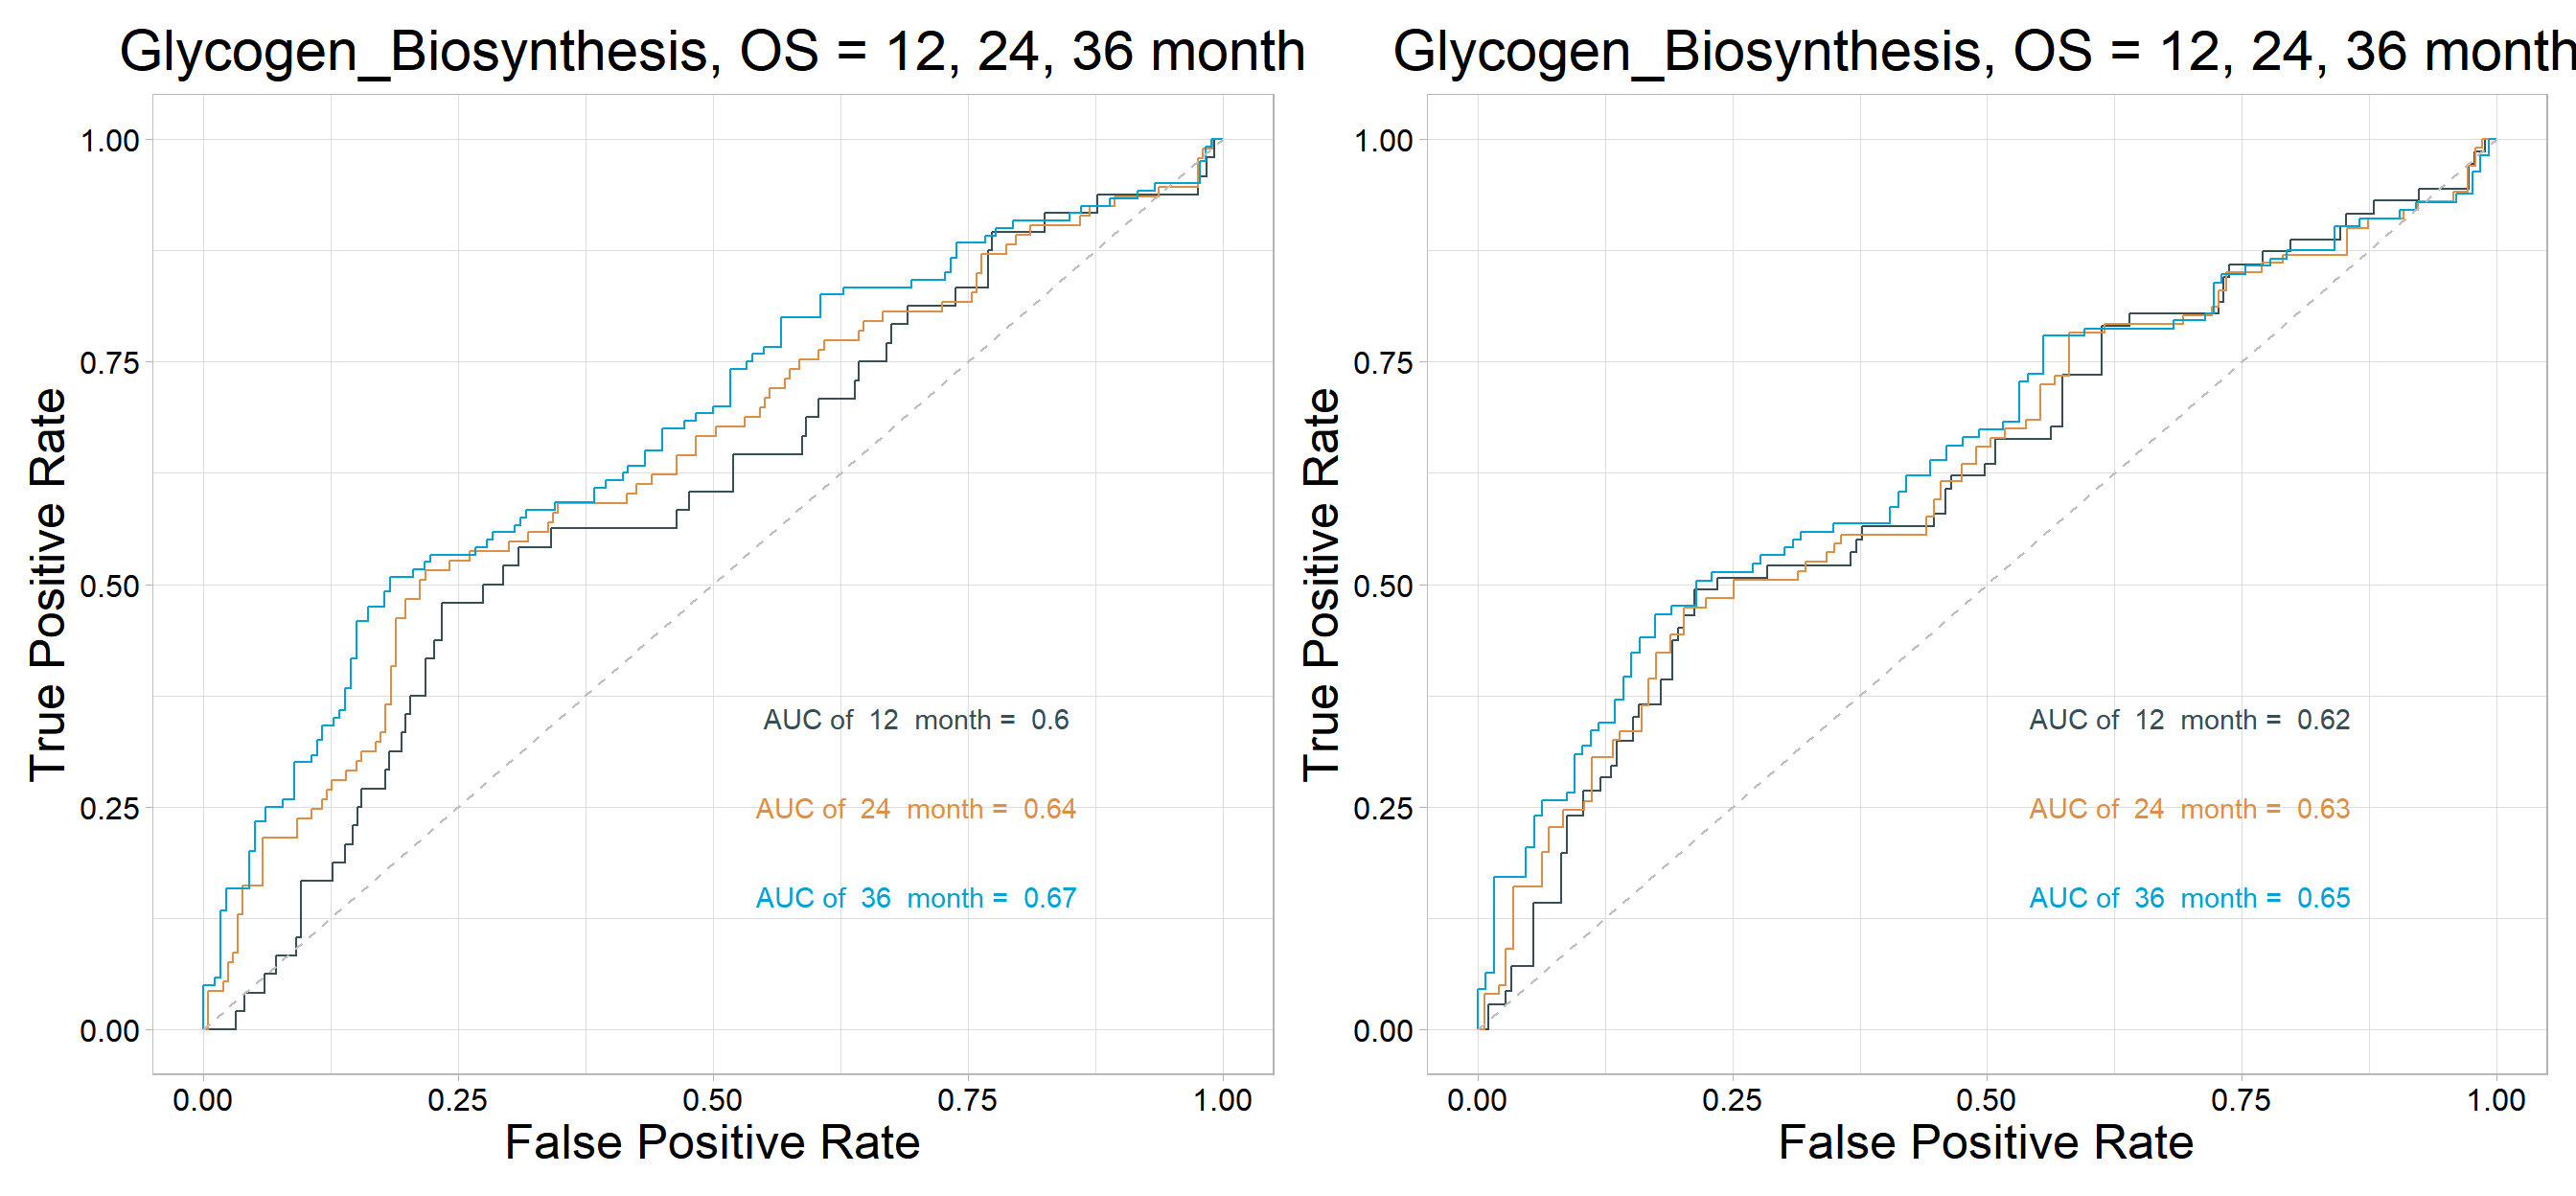 Glycogen_Biosynthesis, OS = 12, 24, 36 month
True Positive Rate
1.00
0.75
0.50
0.25
0.00
AUC of 12 month = 0.6
AUC of 24 month = 0.64
AUC of 36 month = 0.67
0.00 0.25 0.50 0.75 1.00
False Positive Rate
Glycogen_Biosynthesis, OS = 12, 24, 36 month
True Positive Rate
1.00
0.75
0.50
0.25
0.00
AUC of 12 month = 0.62
AUC of 24 month = 0.63
AUC of 36 month = 0.65
0.00 0.25 0.50 0.75 1.00
False Positive Rate